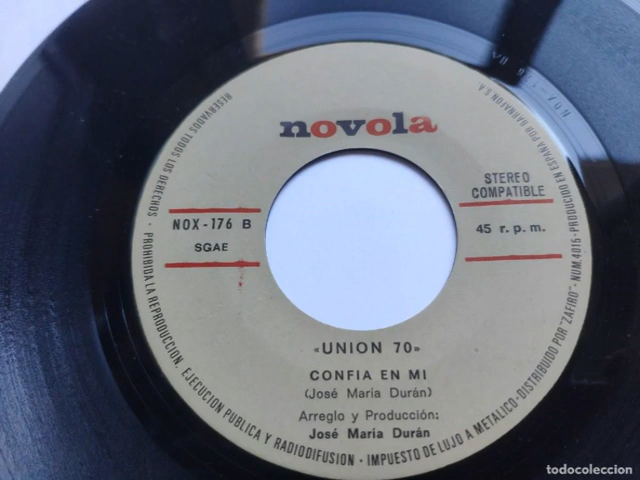 novola
STEREO
COMPATIBLE
NOX-176 B
SGAE
45 r.p.m.
«UNION 70»
CONFIA EN MI
(José María Durán)
Arreglo y Producción:
José María Durán
RESERVADOS TODOS LOS DERECHOS - PROHIBIDA LA REPRODUCCION, EJECUCION PUBLICA Y RADIODIFUSION - IMPUESTO DE LUJO A METALICO-DISTRIBUIDO POR "ZAFIRO"-NUM.4015-PRODUCIDO EN ESPAÑA POR BARNAFON S.A.
todocoleccion